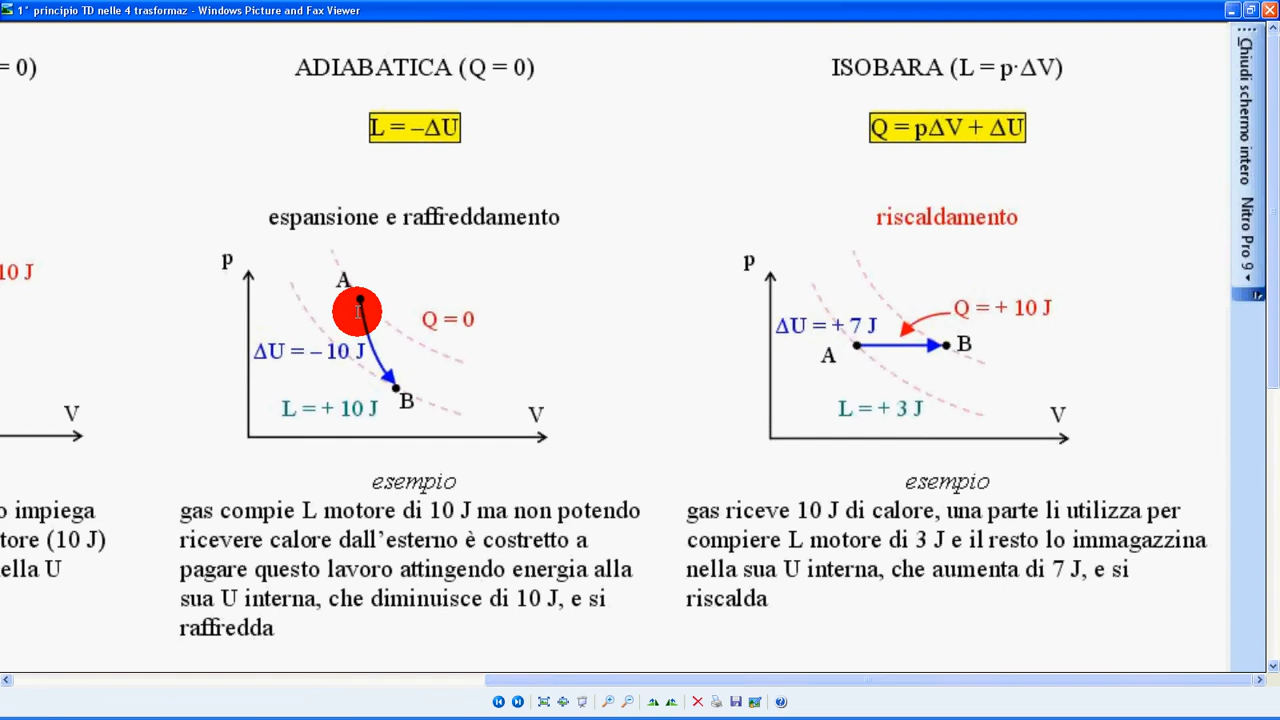 1° principio TD nelle 4 trasformaz - Windows Picture and Fax Viewer
= 0)
10 J
V
o impiega
tore (10 J)
ella U
ADIABATICA (Q = 0)
L = –ΔU
espansione e raffreddamento
p
A
Q = 0
ΔU = – 10 J
L = + 10 J
B
V
esempio
gas compie L motore di 10 J ma non potendo
ricevere calore dall’esterno è costretto a
pagare questo lavoro attingendo energia alla
sua U interna, che diminuisce di 10 J, e si
raffredda
ISOBARA (L = p·ΔV)
Q = pΔV + ΔU
riscaldamento
p
Q = + 10 J
ΔU = + 7 J
A
B
L = + 3 J
V
esempio
gas riceve 10 J di calore, una parte li utilizza per
compiere L motore di 3 J e il resto lo immagazzina
nella sua U interna, che aumenta di 7 J, e si
riscalda
Chiudi schermo intero
Nitro Pro 9